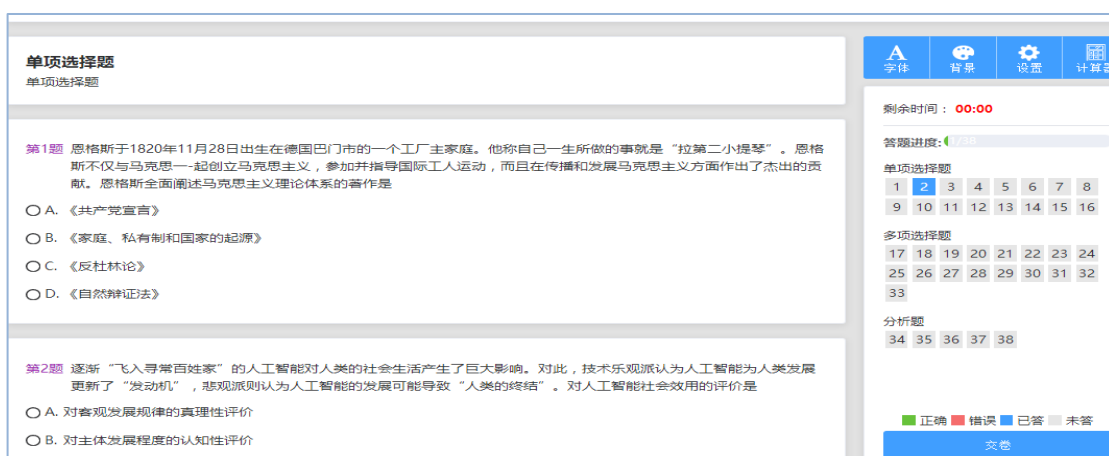 单项选择题
单项选择题
第1题 恩格斯于1820年11月28日出生在德国巴门市的一个工厂主家庭。他称自己一生所做的事就是“拉第二小提琴”。恩格
斯不仅与马克思一-起创立马克思主义，参加并指导国际工人运动，而且在传播和发展马克思主义方面作出了杰出的贡
献。恩格斯全面阐述马克思主义理论体系的著作是
A. 《共产党宣言》
B. 《家庭、私有制和国家的起源》
C. 《反杜林论》
D. 《自然辩证法》
第2题 逐渐“飞入寻常百姓家”的人工智能对人类的社会生活产生了巨大影响。对此，技术乐观派认为人工智能为人类发展
更新了“发动机”，悲观派则认为人工智能的发展可能导致“人类的终结”。对人工智能社会效用的评价是
A. 对客观发展规律的真理性评价
B. 对主体发展程度的认知性评价
A
字体 背景 设置 计算器
剩余时间： 00:00
答题进度: 1/38
单项选择题
1 2 3 4 5 6 7 8
9 10 11 12 13 14 15 16
多项选择题
17 18 19 20 21 22 23 24
25 26 27 28 29 30 31 32
33
分析题
34 35 36 37 38
正确 错误 已答 未答
交卷